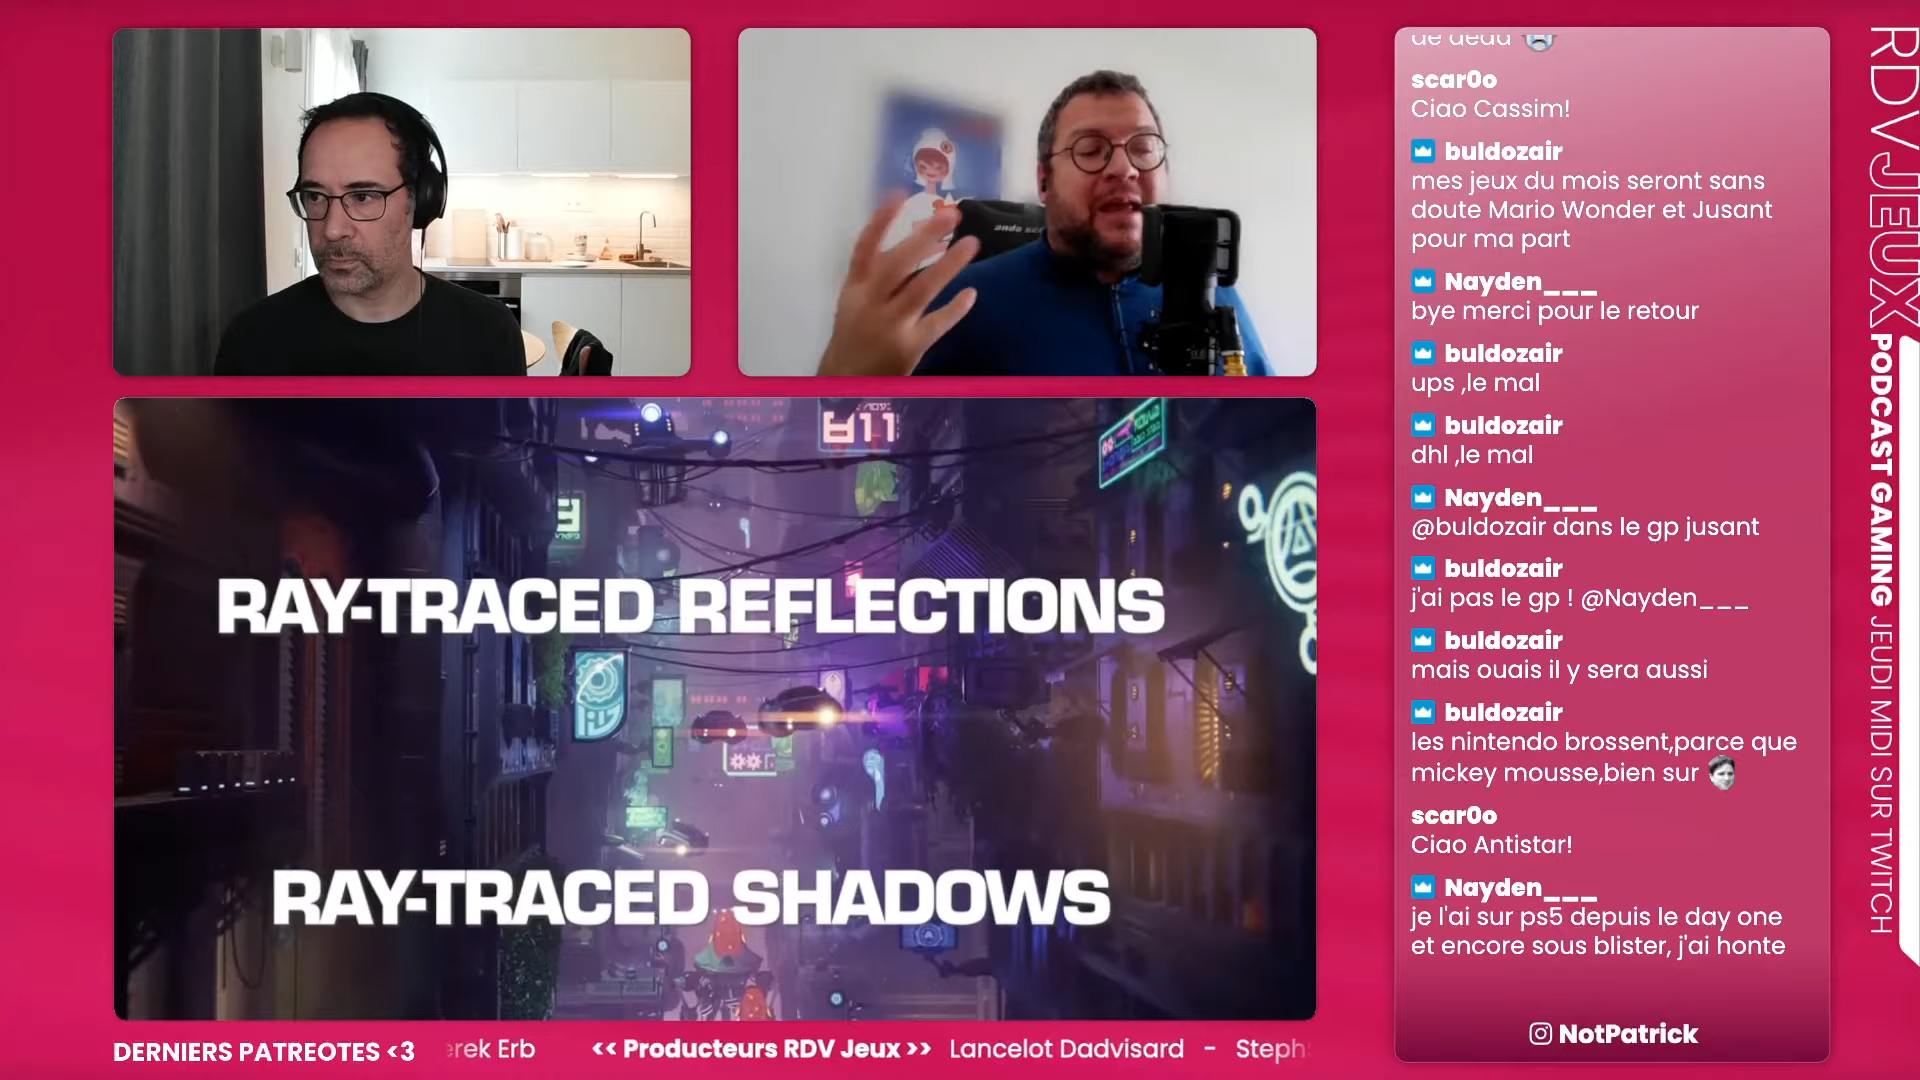 de dead
scar0o
Ciao Cassim!
buldozair
mes jeux du mois seront sans
doute Mario Wonder et Jusant
pour ma part
Nayden___
bye merci pour le retour
buldozair
ups ,le mal
buldozair
dhl ,le mal
Nayden___
@buldozair dans le gp jusant
buldozair
j'ai pas le gp ! @Nayden___
buldozair
mais ouais il y sera aussi
buldozair
les nintendo brossent,parce que
mickey mousse,bien sur
scar0o
Ciao Antistar!
Nayden___
je l'ai sur ps5 depuis le day one
et encore sous blister, j'ai honte
NotPatrick
RAY-TRACED REFLECTIONS
RAY-TRACED SHADOWS
DERNIERS PATREOTES <3 erek Erb << Producteurs RDV Jeux >> Lancelot Dadvisard - Steph
RDV JEUX PODCAST GAMING JEUDI MIDI SUR TWITCH